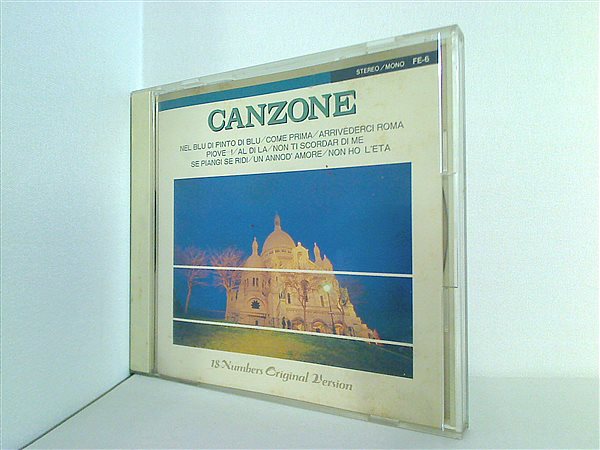 STEREO/MONO FE-6
CANZONE
NEL BLU DI PINTO DI BLU/COME PRIMA/ARRIVEDERCI ROMA
PIOVE !/AL DI LA/NON TI SCORDAR DI ME
SE PIANGI SE RIDI/UN ANNOD' AMORE/NON HO L'ETA
18 Numbers Original Version